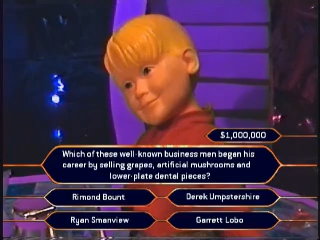 $1,000,000
Which of these well-known business men began his
career by selling grapes, artificial mushrooms and
lower-plate dental pieces?
Rimond Bount
Derek Umpstershire
Ryan Smanview
Garrett Lobo